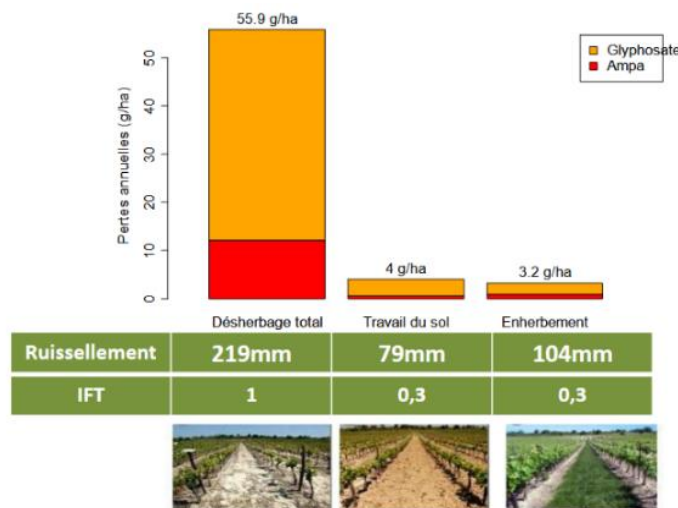 55.9 g/ha
Glyphosate
Ampa
Pertes annuelles (g/ha)
50
40
30
20
10
0
4 g/ha
3.2 g/ha
Désherbage total Travail du sol Enherbement
Ruissellement 219mm 79mm 104mm
IFT 1 0,3 0,3